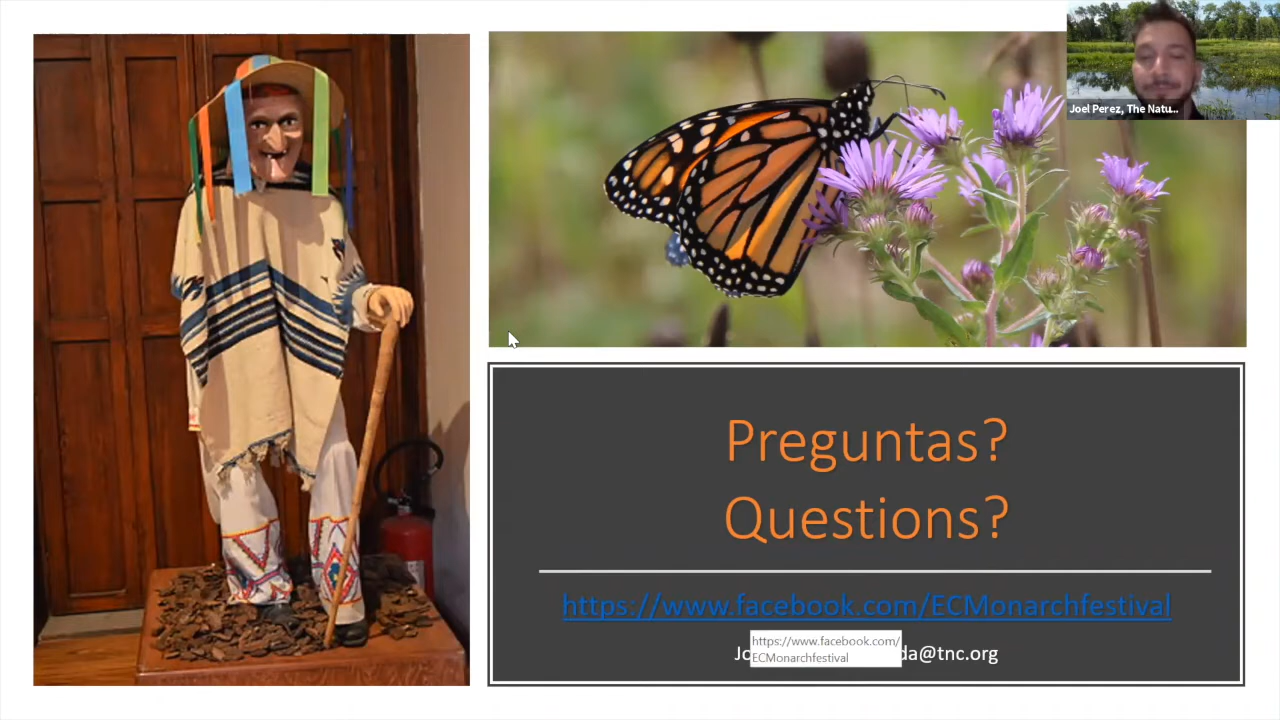 Joel Perez, The Natu...
Preguntas?
Questions?
https://www.facebook.com/ECMonarchfestival
https://www.facebook.com/
ECMonarchfestival
da@tnc.org